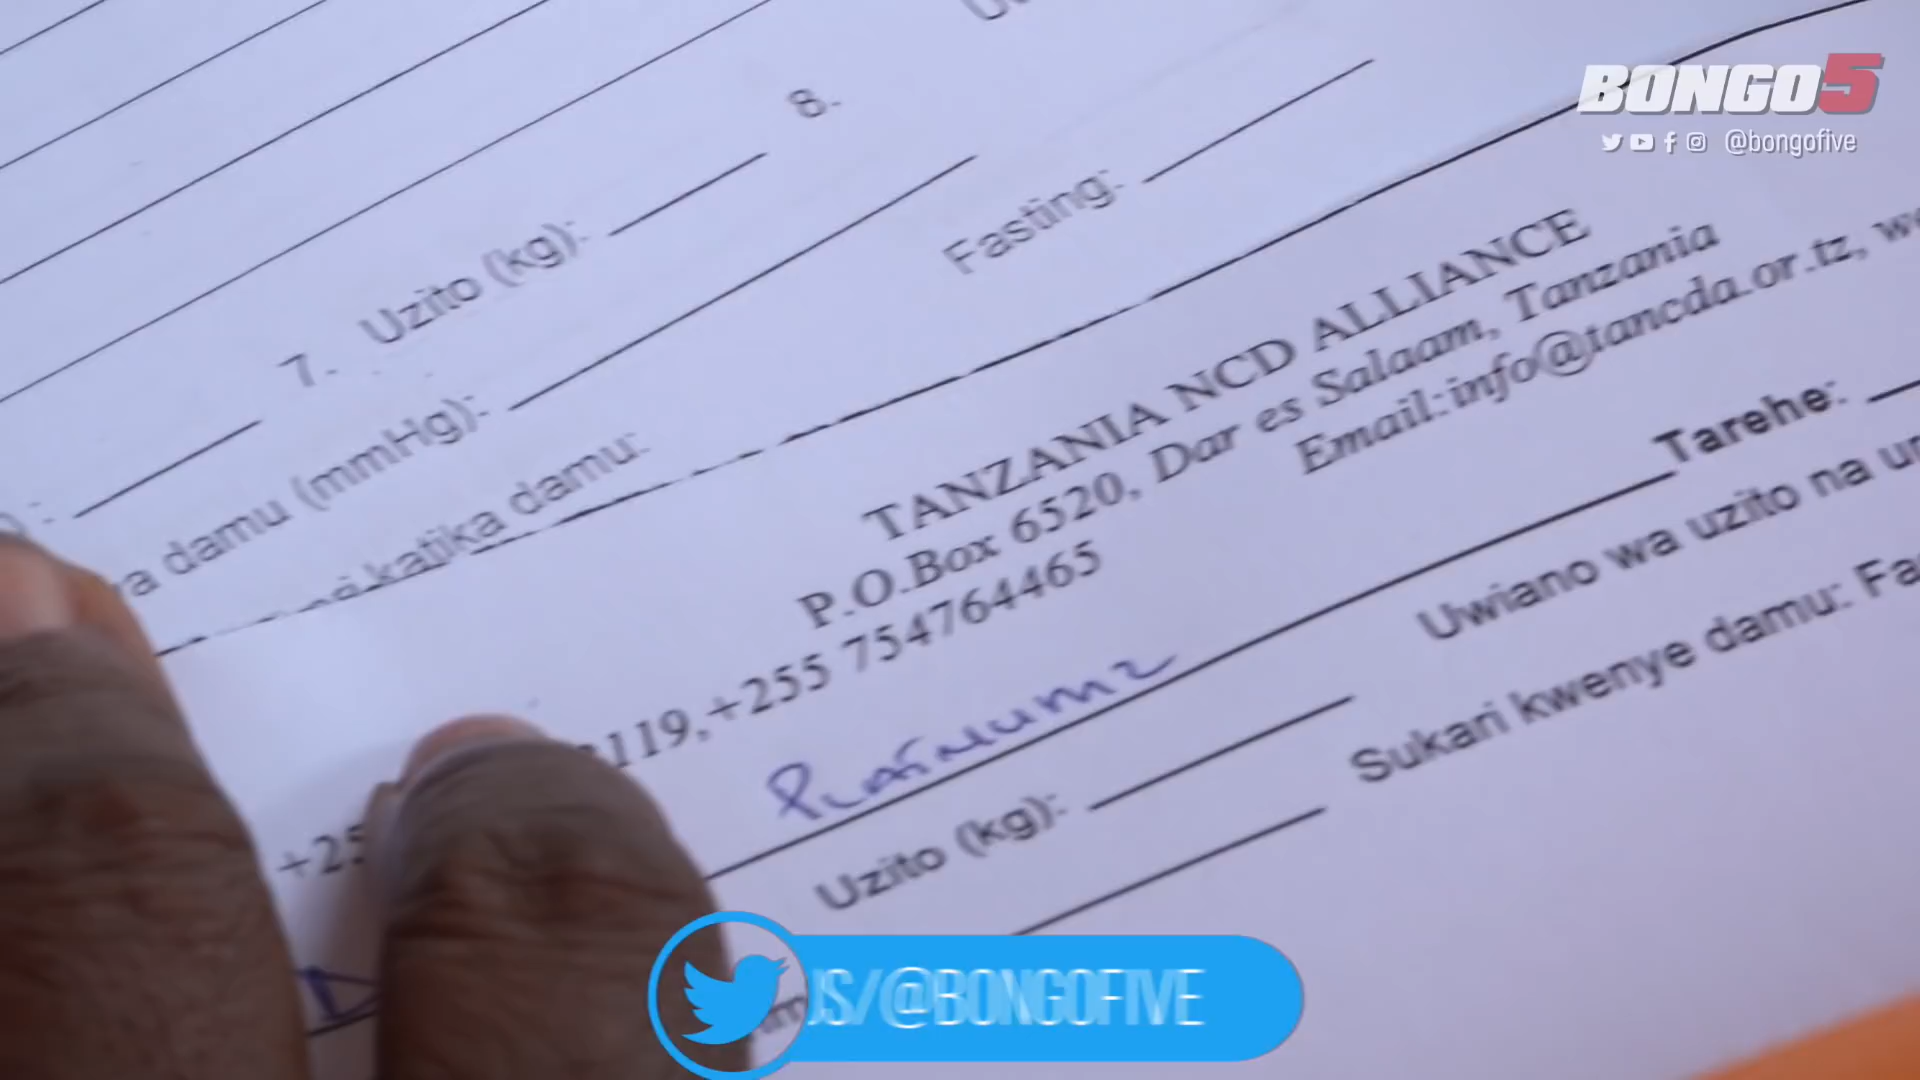 BONGO5
@bongofive
8.
7. Uzito (kg):
Fasting:
damu (mmHg):
katika damu:
TANZANIA NCD ALLIANCE
P.O.Box 6520, Dar es Salaam, Tanzania
119,+255 754764465
Email:info@tancda.or.tz,
+25
Platinumz
Tarehe:
Uzito (kg):
Uwiano wa uzito na
Sukari kwenye damu:
@BONGOFIVE